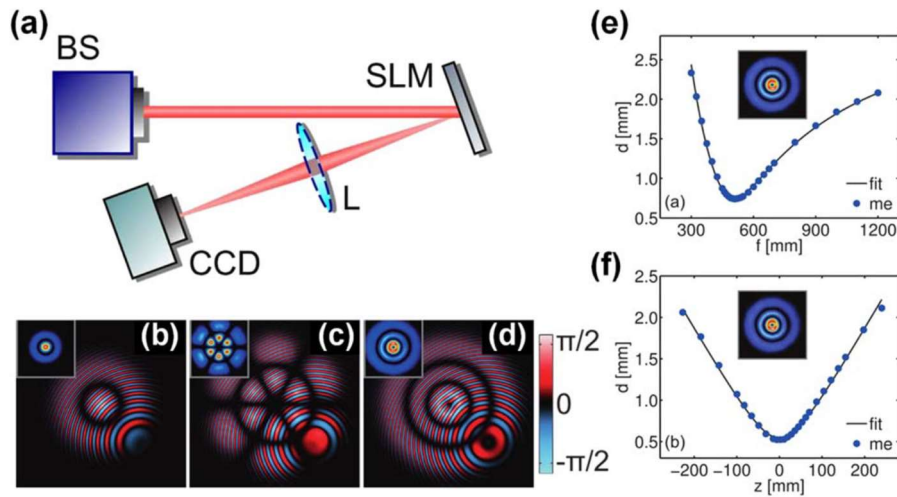 (a)
BS
SLM
L
CCD
(b)
(c)
(d)
π/2
0
-π/2
(e)
d [mm]
2.5
2.0
1.5
1.0
0.5
(a)
fit
me
300
600
900
1200
f [mm]
(f)
d [mm]
2.5
2.0
1.5
1.0
0.5
(b)
fit
me
-200
-100
0
100
200
z [mm]